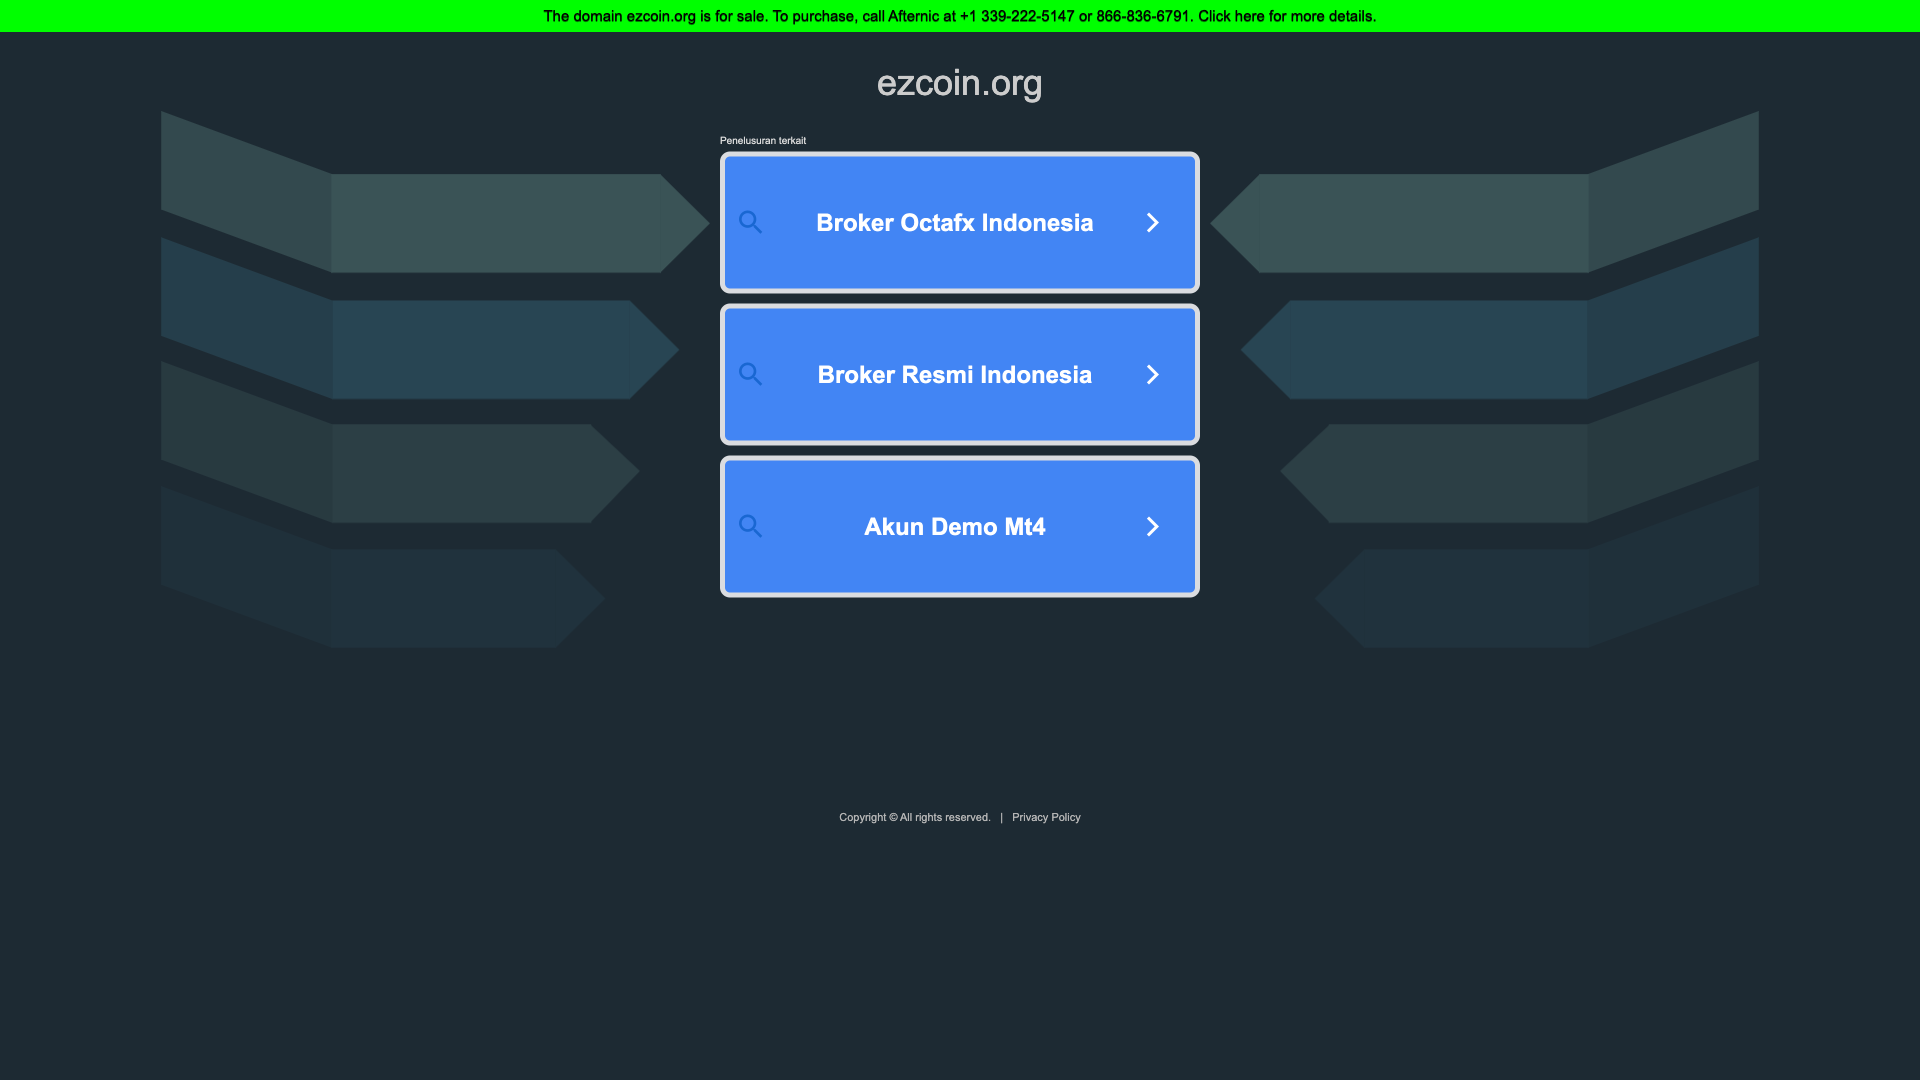 The domain ezcoin.org is for sale. To purchase, call Afternic at +1 339-222-5147 or 866-836-6791. Click here for more details.
ezcoin.org
Penelusuran terkait
Broker Octafx Indonesia
Broker Resmi Indonesia
Akun Demo Mt4
Copyright © All rights reserved. | Privacy Policy